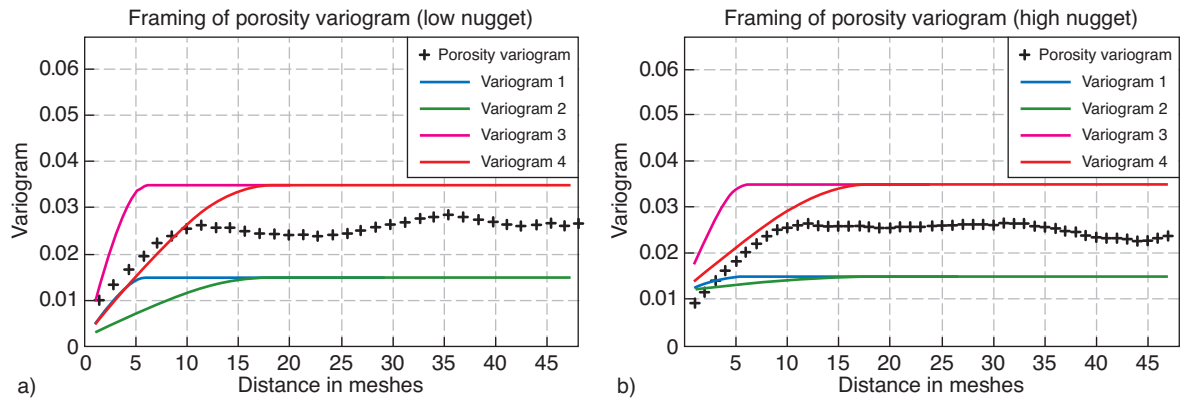 Framing of porosity variogram (low nugget)
Variogram
0.06
0.05
0.04
0.03
0.02
0.01
0
Porosity variogram
Variogram 1
Variogram 2
Variogram 3
Variogram 4
0 5 10 15 20 25 30 35 40 45
Distance in meshes
a)
Framing of porosity variogram (high nugget)
Variogram
0.06
0.05
0.04
0.03
0.02
0.01
0
Porosity variogram
Variogram 1
Variogram 2
Variogram 3
Variogram 4
5 10 15 20 25 30 35 40 45
Distance in meshes
b)